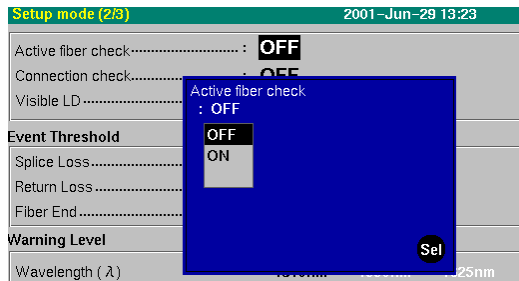 Setup mode (2/3) 2001-Jun-29 13:23
Active fiber check : OFF
Connection check : OFF
Visible LD
Active fiber check
: OFF
OFF
ON
Event Threshold
Splice Loss
Return Loss
Fiber End
Sel
Warning Level
Wavelength (λ)